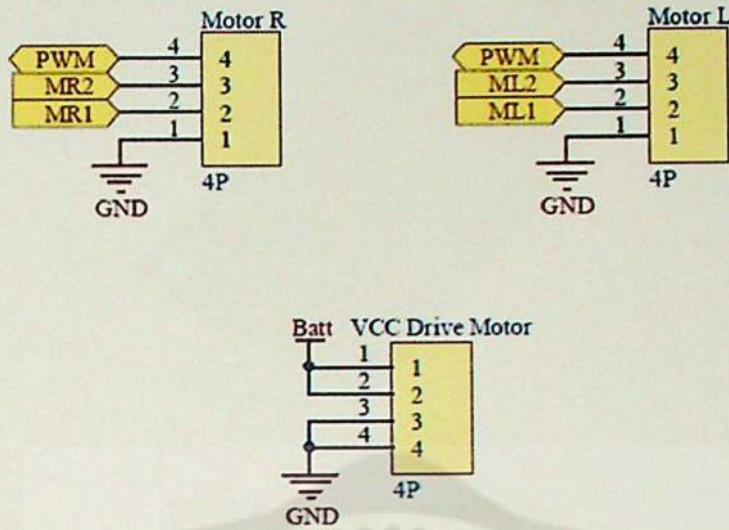 Motor R
PWM 4 4
MR2 3 3
MR1 2 2
1 1
GND
4P
Motor L
PWM 4 4
ML2 3 3
ML1 2 2
1 1
GND
4P
Batt VCC Drive Motor
1 1
2 2
3 3
4 4
GND
4P